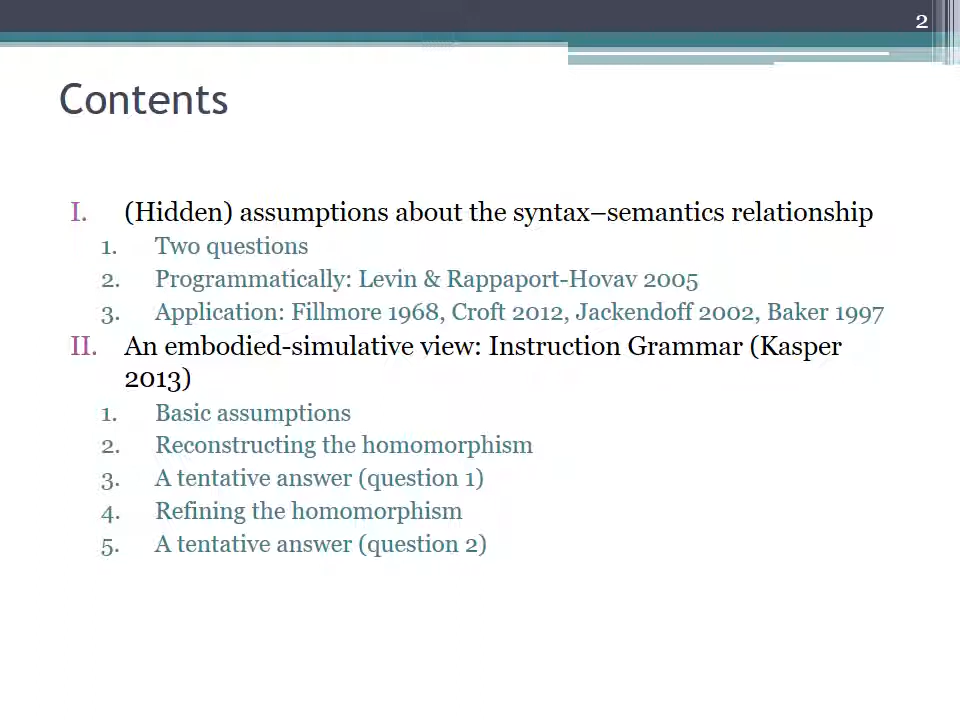 2
Contents
I. (Hidden) assumptions about the syntax–semantics relationship
1. Two questions
2. Programmatically: Levin & Rappaport-Hovav 2005
3. Application: Fillmore 1968, Croft 2012, Jackendoff 2002, Baker 1997
II. An embodied-simulative view: Instruction Grammar (Kasper
2013)
1. Basic assumptions
2. Reconstructing the homomorphism
3. A tentative answer (question 1)
4. Refining the homomorphism
5. A tentative answer (question 2)